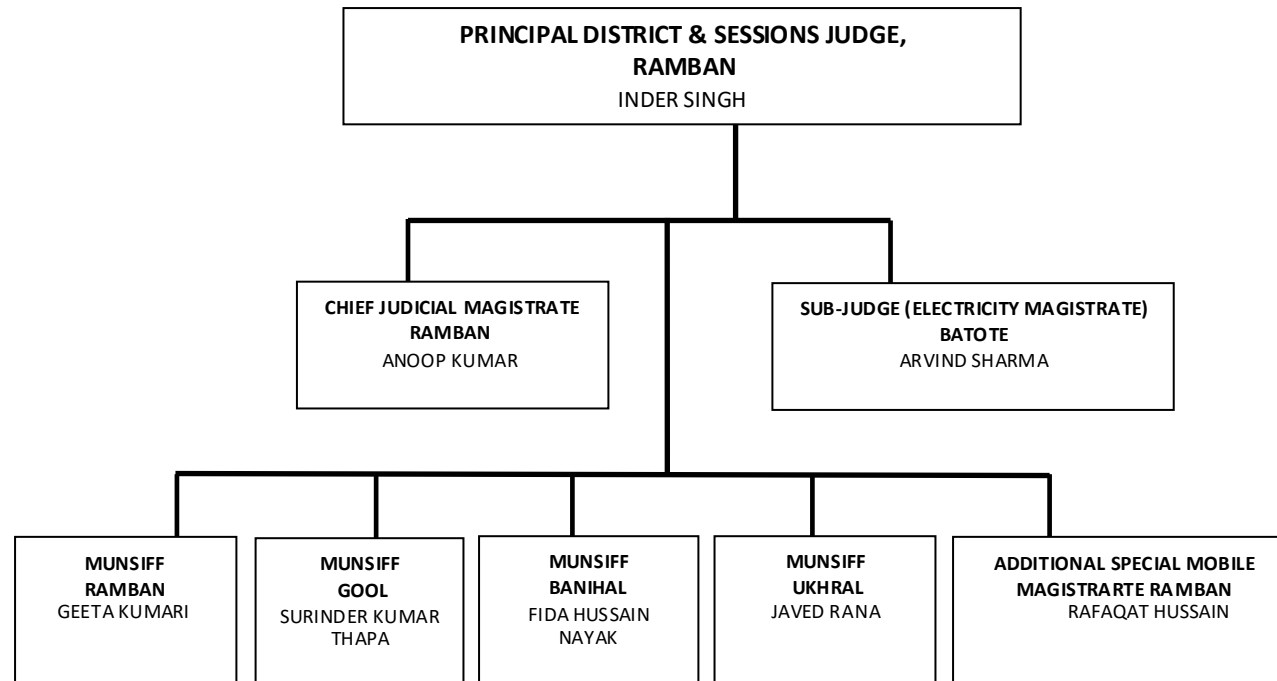 PRINCIPAL DISTRICT & SESSIONS JUDGE,
RAMBAN
INDER SINGH
CHIEF JUDICIAL MAGISTRATE
RAMBAN
ANOOP KUMAR
SUB-JUDGE (ELECTRICITY MAGISTRATE)
BATOTE
ARVIND SHARMA
MUNSIFF
RAMBAN
GEETA KUMARI
MUNSIFF
GOOL
SURINDER KUMAR
THAPA
MUNSIFF
BANIHAL
FIDA HUSSAIN
NAYAK
MUNSIFF
UKHRAL
JAVED RANA
ADDITIONAL SPECIAL MOBILE
MAGISTRARTE RAMBAN
RAFAQAT HUSSAIN